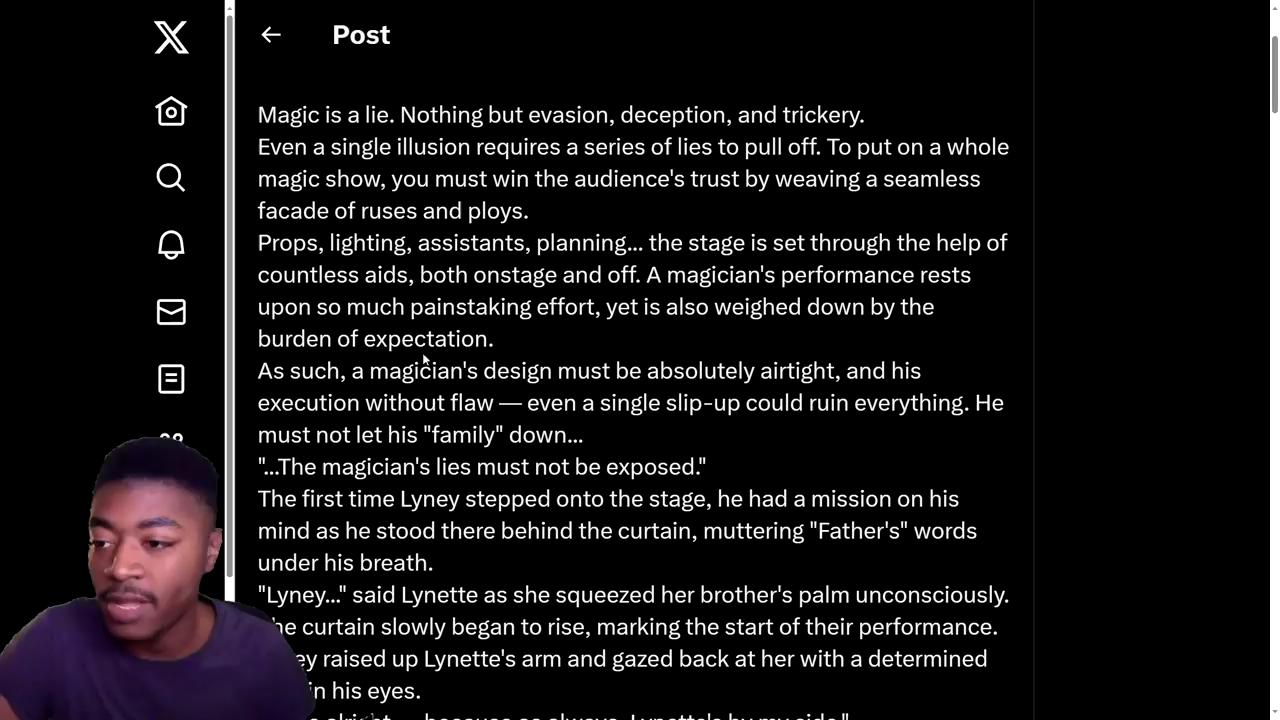 Post
Magic is a lie. Nothing but evasion, deception, and trickery.
Even a single illusion requires a series of lies to pull off. To put on a whole
magic show, you must win the audience's trust by weaving a seamless
facade of ruses and ploys.
Props, lighting, assistants, planning... the stage is set through the help of
countless aids, both onstage and off. A magician's performance rests
upon so much painstaking effort, yet is also weighed down by the
burden of expectation.
As such, a magician's design must be absolutely airtight, and his
execution without flaw — even a single slip-up could ruin everything. He
must not let his "family" down...
"...The magician's lies must not be exposed."
The first time Lyney stepped onto the stage, he had a mission on his
mind as he stood there behind the curtain, muttering "Father's" words
under his breath.
"Lyney..." said Lynette as she squeezed her brother's palm unconsciously.
curtain slowly began to rise, marking the start of their performance.
raised up Lynette's arm and gazed back at her with a determined
in his eyes.
because as always, Lynette's by my side."